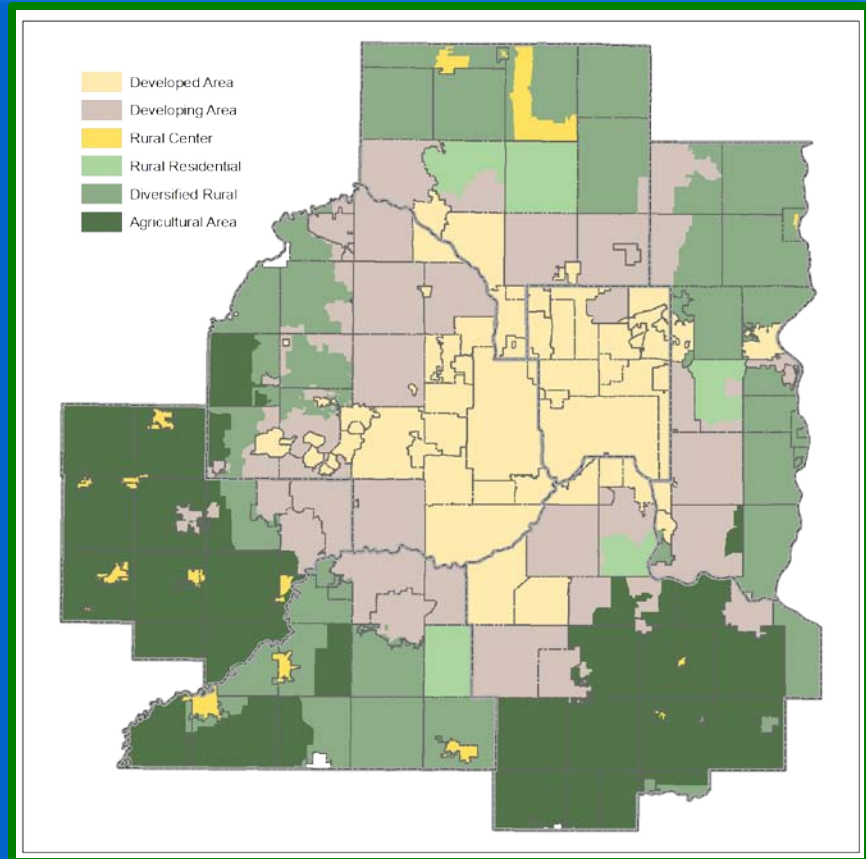 Developed Area
Developing Area
Rural Center
Rural Residential
Diversified Rural
Agricultural Area